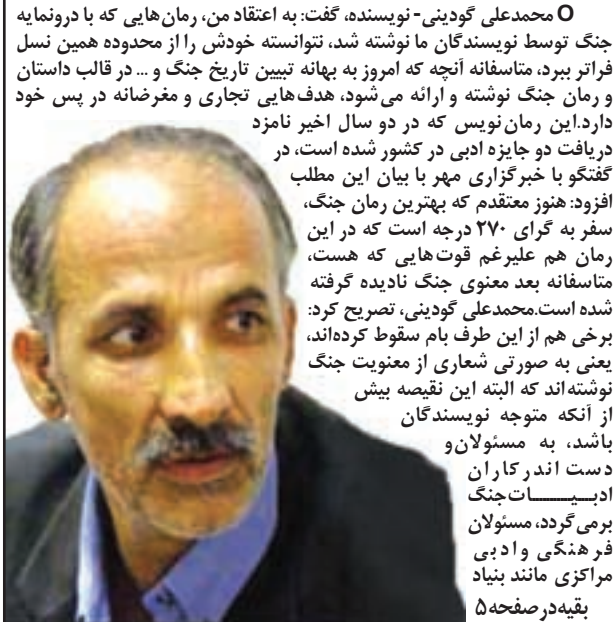 O محمدعلی گودینی- نویسنده، گفت: به اعتقاد من، رمان‌هایی که با درونمایه
جنگ توسط نویسندگان ما نوشته شد، نتوانسته خودش را از محدوده همین نسل
فراتر ببرد، متاسفانه آنچه که امروز به بهانه تبیین تاریخ جنگ و ... در قالب داستان
و رمان جنگ نوشته و ارائه می‌شود، هدف‌هایی تجاری و مغرضانه در پس خود
دارد.این رمان‌نویس که در دو سال اخیر نامزد
دریافت دو جایزه ادبی در کشور شده است، در
گفتگو با خبرگزاری مهر با بیان این مطلب
افزود: هنوز معتقدم که بهترین رمان جنگ،
سفر به گرای ۲۷۰ درجه است که در این
رمان هم علیرغم قوت‌هایی که هست،
متاسفانه بعد معنوی جنگ نادیده گرفته
شده است.محمدعلی گودینی، تصریح کرد:
برخی هم از این طرف بام سقوط کرده‌اند،
یعنی به صورتی شعاری از معنویت جنگ
نوشته‌اند که البته این نقیصه بیش
از آنکه متوجه نویسندگان
باشد، به مسئولان‌و
دست اندرکاران
ادبـیـــــات‌جنگ
برمی‌گردد، مسئولان
فرهنگی وادبی
مراکزی مانند بنیاد
بقیه‌درصفحه۵